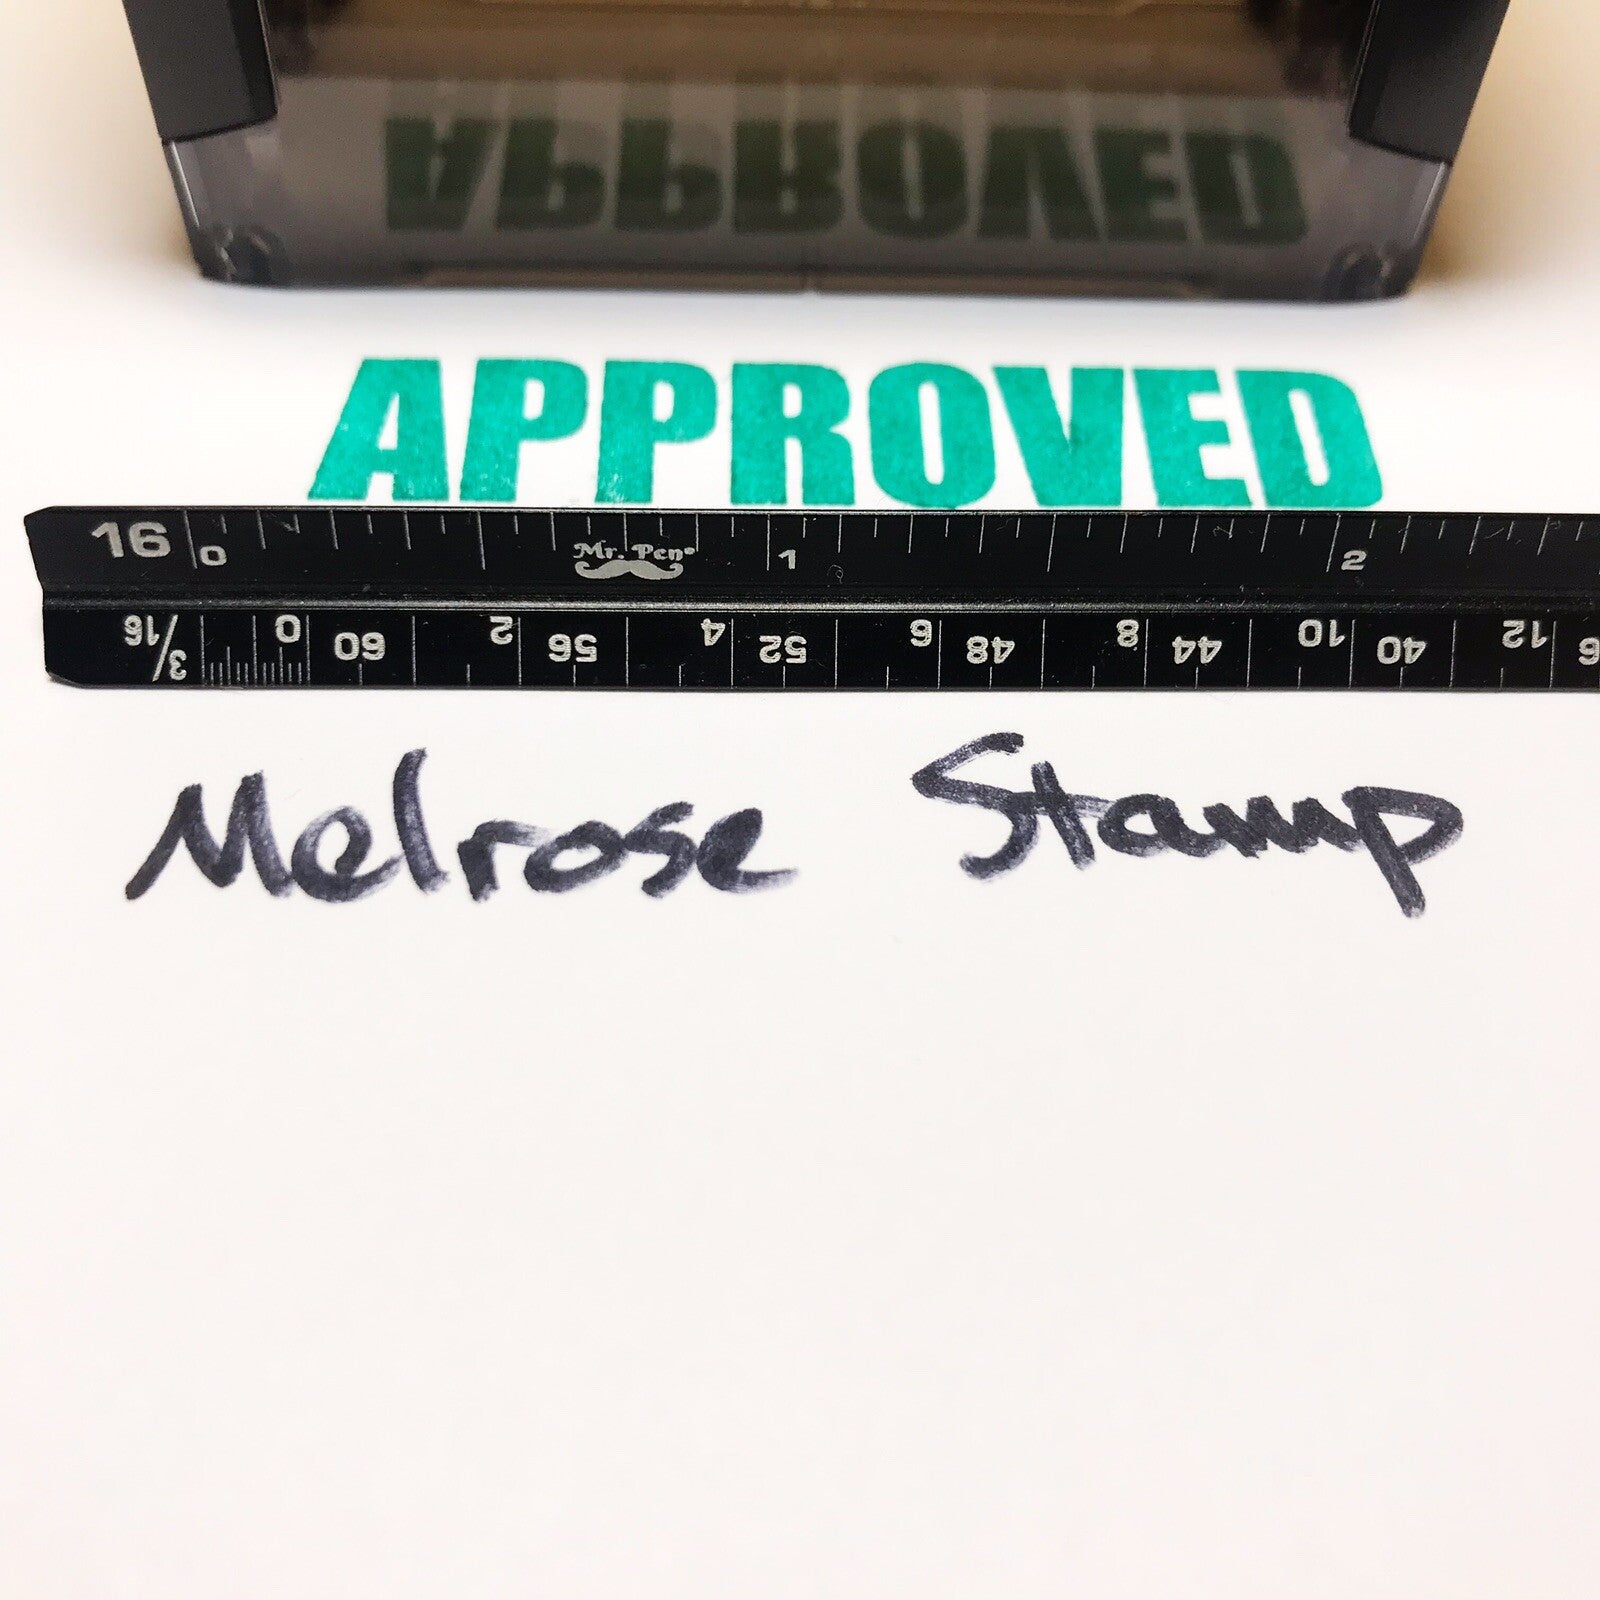 APPROVED
APPROVED
16 0 Mr. Pen® 1 2
3/16 0 60 2 56 4 52 6 48 8 44 10 40 12
Melrose Stamp